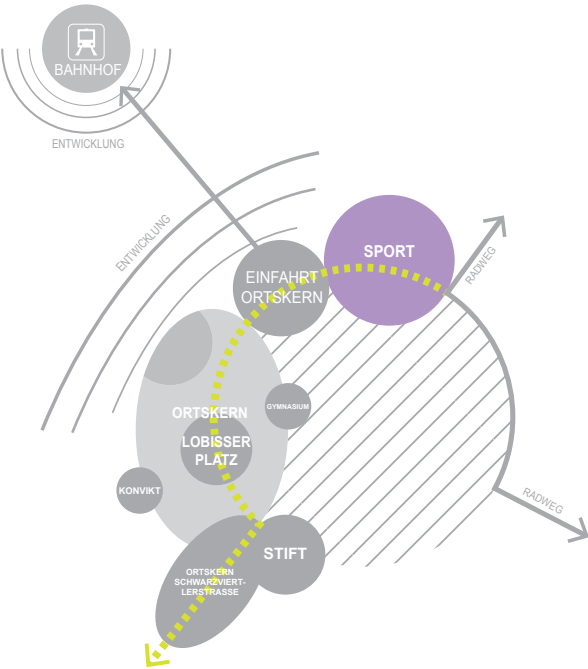 BAHNHOF
ENTWICKLUNG
ENTWICKLUNG
SPORT
RADWEG
EINFAHRT
ORTSKERN
ORTSKERN
GYMNASIUM
LOBISSER
PLATZ
KONVIKT
RADWEG
STIFT
ORTSKERN
SCHWARZVIERT-
LERSTRASSE